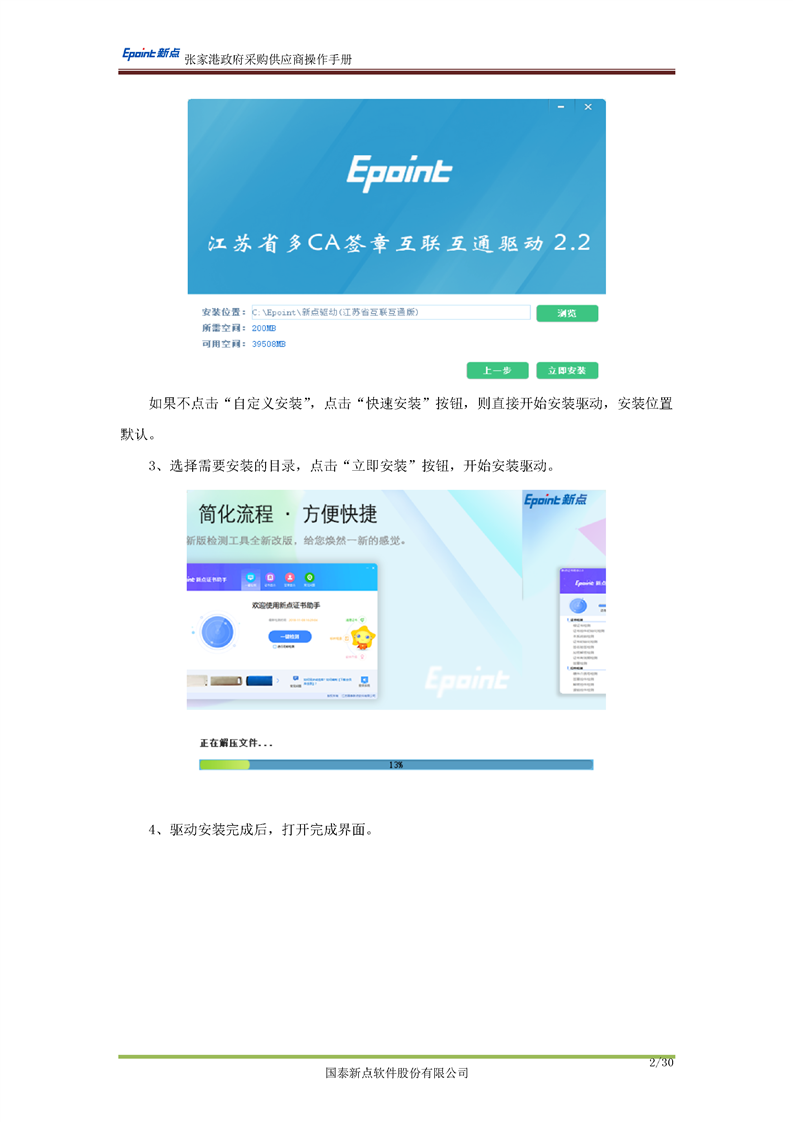 Epoint新点 张家港政府采购供应商操作手册
Epoint
江苏省多CA签章互联互通驱动 2.2
安装位置： C:\Epoint\新点驱动(江苏省互联互通版) 浏览
所需空间： 200MB
可用空间： 39508MB
上一步 立即安装
如果不点击“自定义安装”，点击“快速安装”按钮，则直接开始安装驱动，安装位置
默认。
3、选择需要安装的目录，点击“立即安装”按钮，开始安装驱动。
Epoint新点
简化流程 · 方便快捷
新版检测工具全新改版，给您焕然一新的感觉。
新点证书助手
欢迎使用新点证书助手
一键检测
Epoint
正在解压文件...
13%
4、驱动安装完成后，打开完成界面。
2/30
国泰新点软件股份有限公司